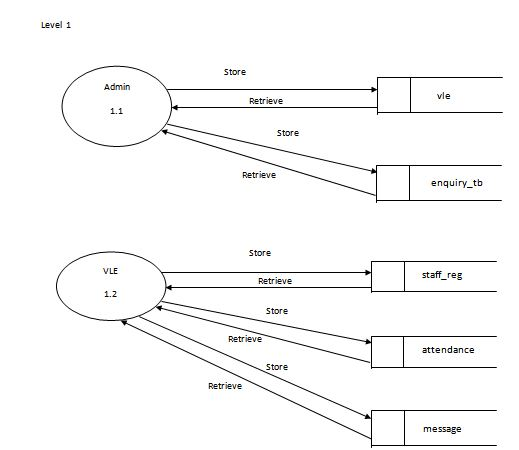 Level 1
Store
Admin
1.1
vle
Retrieve
Store
Retrieve
enquiry_tb
Store
VLE
1.2
staff_reg
Retrieve
Store
Retrieve
attendance
Store
Retrieve
message